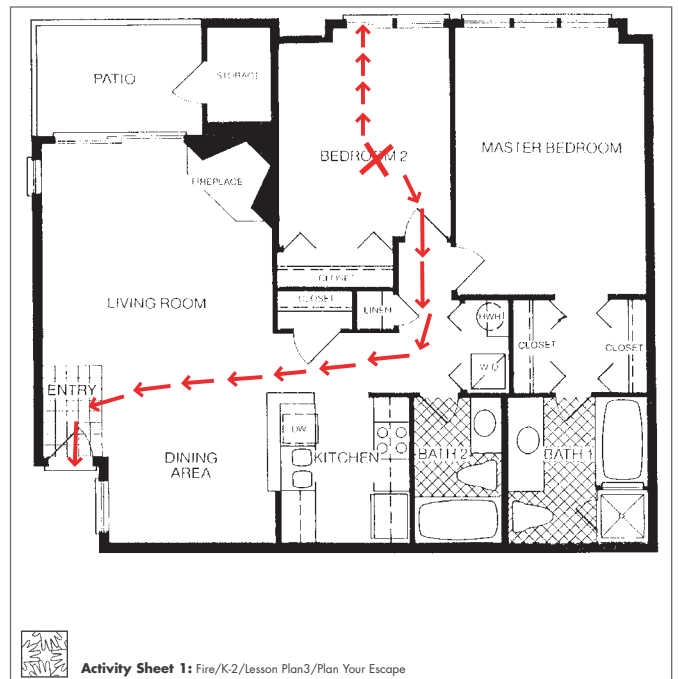 PATIO
STORAGE
BEDROOM 2
MASTER BEDROOM
FIREPLACE
CLOSET
LIVING ROOM
CLOSET
LINEN
HWH
CLOSET
CLOSET
W/D
ENTRY
DW
DINING
AREA
KITCHEN
BATH 2
BATH 1
Activity Sheet 1: Fire/K-2/Lesson Plan3/Plan Your Escape